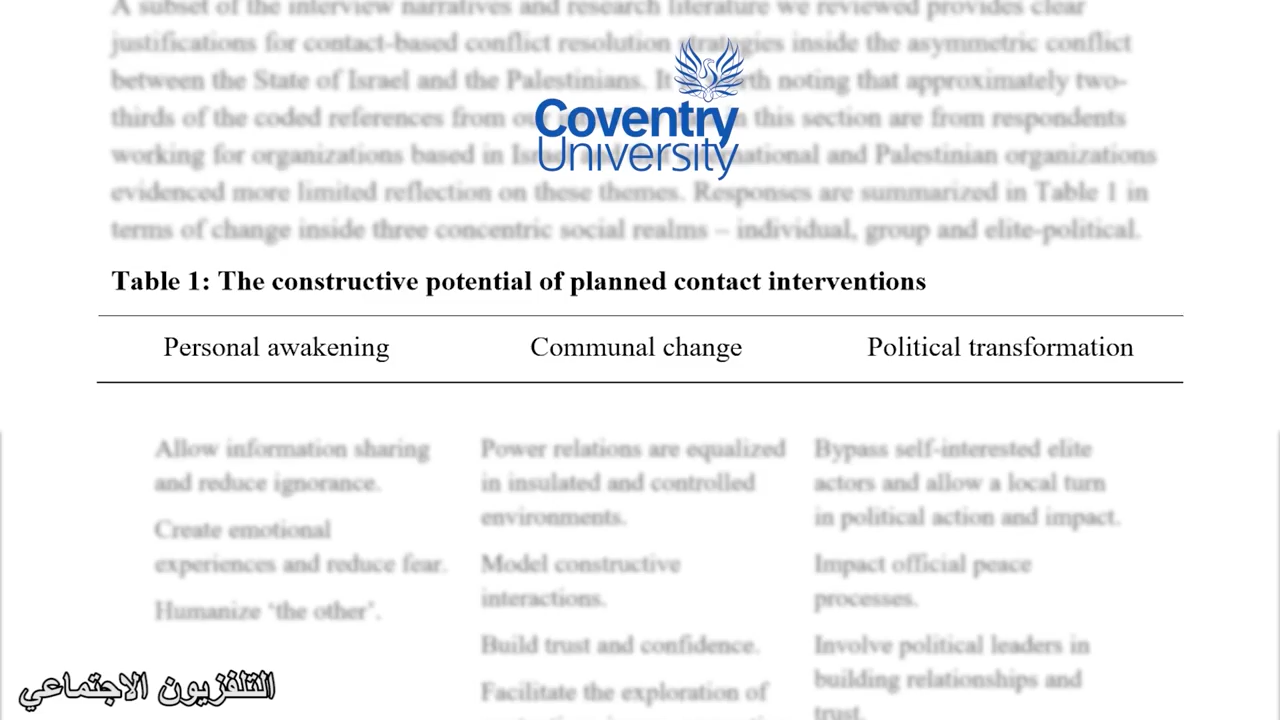 A subset of the interview narratives and research literature we reviewed provides clear
justifications for contact-based conflict resolution strategies inside the asymmetric conflict
between the State of Israel and the Palestinians. It noting that approximately two-
thirds of the coded references from this section are from respondents
working for organizations based in and Palestinian organizations
evidenced more limited reflection on these themes. Responses are summarized in Table 1 in
terms of change inside three concentric social realms – individual, group and elite-political.
Coventry
University
Table 1: The constructive potential of planned contact interventions
Personal awakening Communal change Political transformation
Allow information sharing
and reduce ignorance.
Create emotional
experiences and reduce fear.
Humanize ‘the other’.
Power relations are equalized
in insulated and controlled
environments.
Model constructive
interactions.
Build trust and confidence.
Facilitate the exploration of
Bypass self-interested elite
actors and allow a local turn
in political action and impact.
Impact official peace
processes.
Involve political leaders in
building relationships and
trust.
التلفزيون الاجتماعي